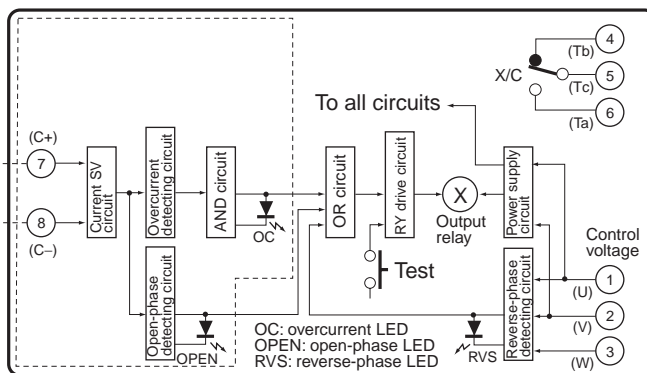 4
(Tb)
X/C
5
(Tc)
6
(Ta)
To all circuits
(C+)
7
8
(C−)
Current SV
circuit
Overcurrent
detecting circuit
AND circuit
OC
Open-phase
detecting circuit
OPEN
OR circuit
RY drive circuit
X
Output
relay
Test
Power supply
circuit
Reverse-phase
detecting circuit
RVS
Control
voltage
1
(U)
2
(V)
3
(W)
OC: overcurrent LED
OPEN: open-phase LED
RVS: reverse-phase LED